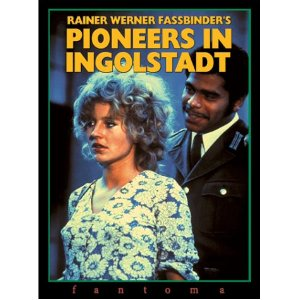 RAINER WERNER FASSBINDER'S
PIONEERS IN
INGOLSTADT
fantoma